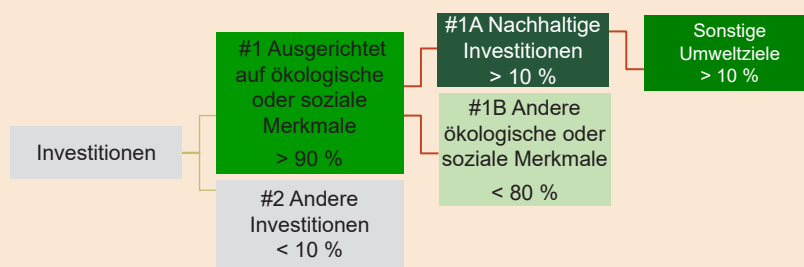 Investitionen
#1 Ausgerichtet
auf ökologische
oder soziale
Merkmale
> 90 %
#2 Andere
Investitionen
< 10 %
#1A Nachhaltige
Investitionen
> 10 %
#1B Andere
ökologische oder
soziale Merkmale
< 80 %
Sonstige
Umweltziele
> 10 %